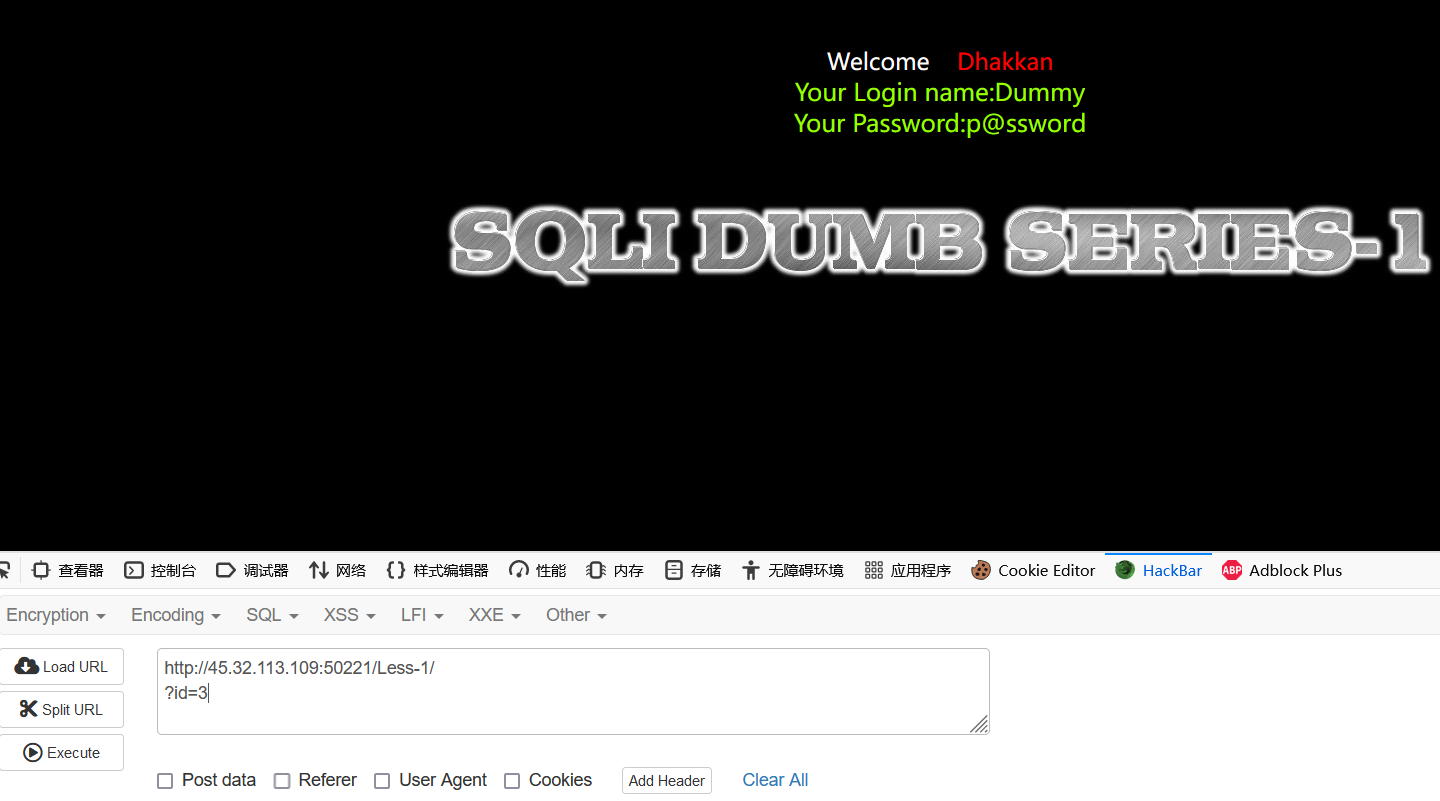 Welcome Dhakkan
Your Login name:Dummy
Your Password:p@ssword
SQLI DUMB SERIES-1
查看器 控制台 调试器 网络 样式编辑器 性能 内存 存储 无障碍环境 应用程序 Cookie Editor HackBar ABP Adblock Plus
Encryption Encoding SQL XSS LFI XXE Other
Load URL
http://45.32.113.109:50221/Less-1/
?id=3
Split URL
Execute
Post data Referer User Agent Cookies Add Header Clear All